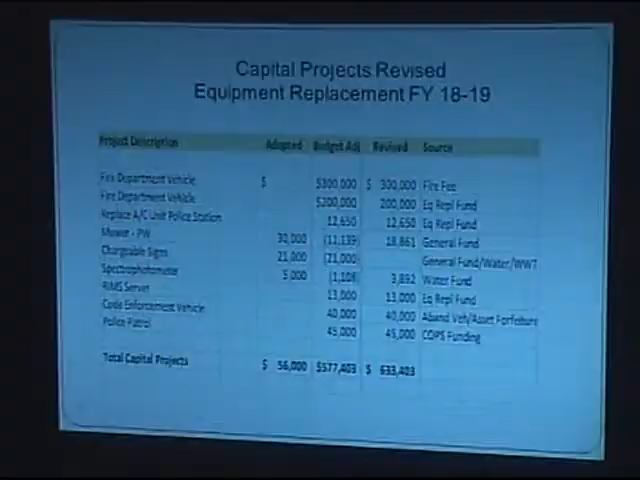 Capital Projects Revised
Equipment Replacement FY 18-19
Project Description Adopted Budget Adj Revised Source
Fire Department Vehicle $ $300,000 $ 300,000 Fire Fee
Fire Department Vehicle $200,000 200,000 Eq Repl Fund
Replace A/C Unit Police Station 12,650 12,650 Eq Repl Fund
Mower - PW 30,000 (11,139) 18,861 General Fund
Chargeable Signs 21,000 (21,000) General Fund/Water/WWT
Spectrophotometer 5,000 (1,108) 3,892 Water Fund
RIMS Server 13,000 13,000 Eq Repl Fund
Code Enforcement Vehicle 40,000 40,000 Aband Veh/Asset Forfeiture
Police Patrol 45,000 45,000 COPS Funding
Total Capital Projects $ 56,000 $577,403 $ 633,403